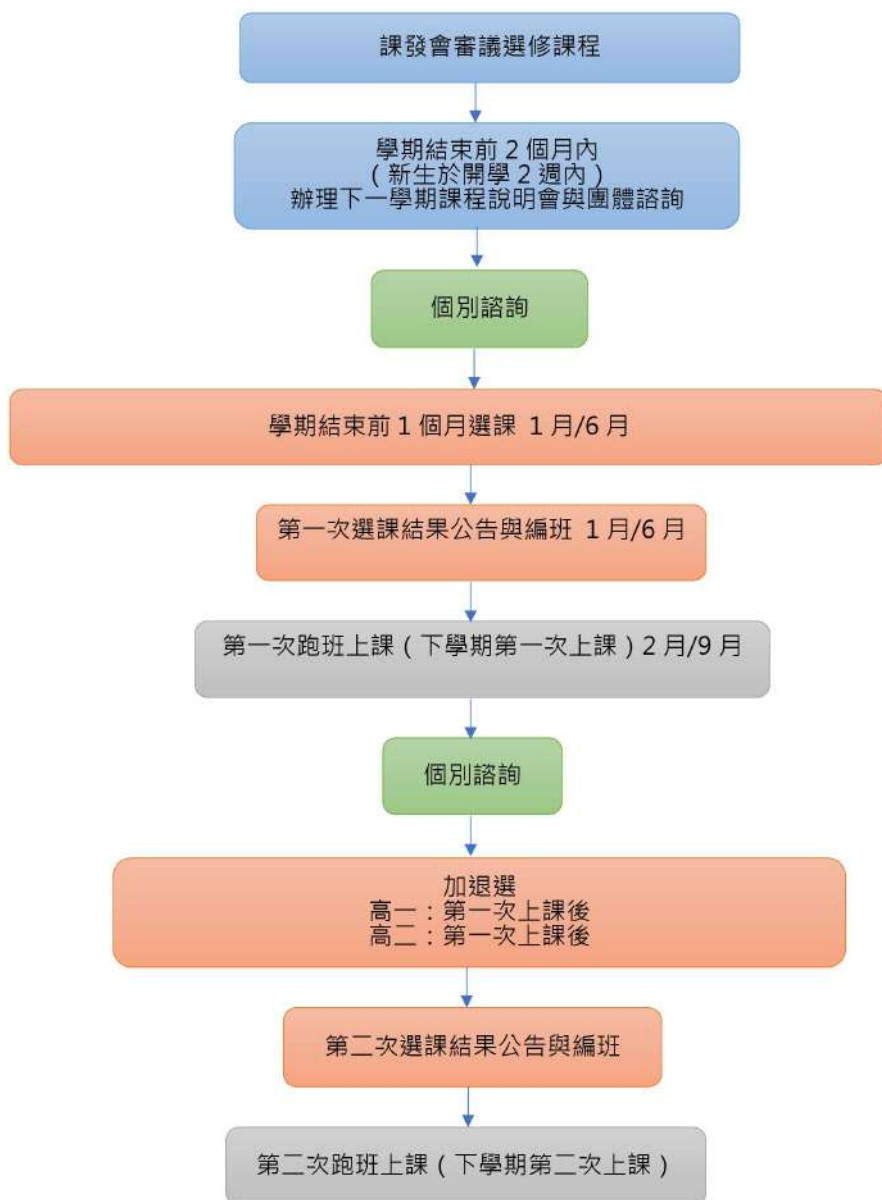 課發會審議選修課程
學期結束前 2 個月內
（新生於開學 2 週內）
辦理下一學期課程說明會與團體諮詢
個別諮詢
學期結束前 1 個月選課 1 月/6 月
第一次選課結果公告與編班 1 月/6 月
第一次跑班上課（下學期第一次上課）2 月/9 月
個別諮詢
加退選
高一：第一次上課後
高二：第一次上課後
第二次選課結果公告與編班
第二次跑班上課（下學期第二次上課）